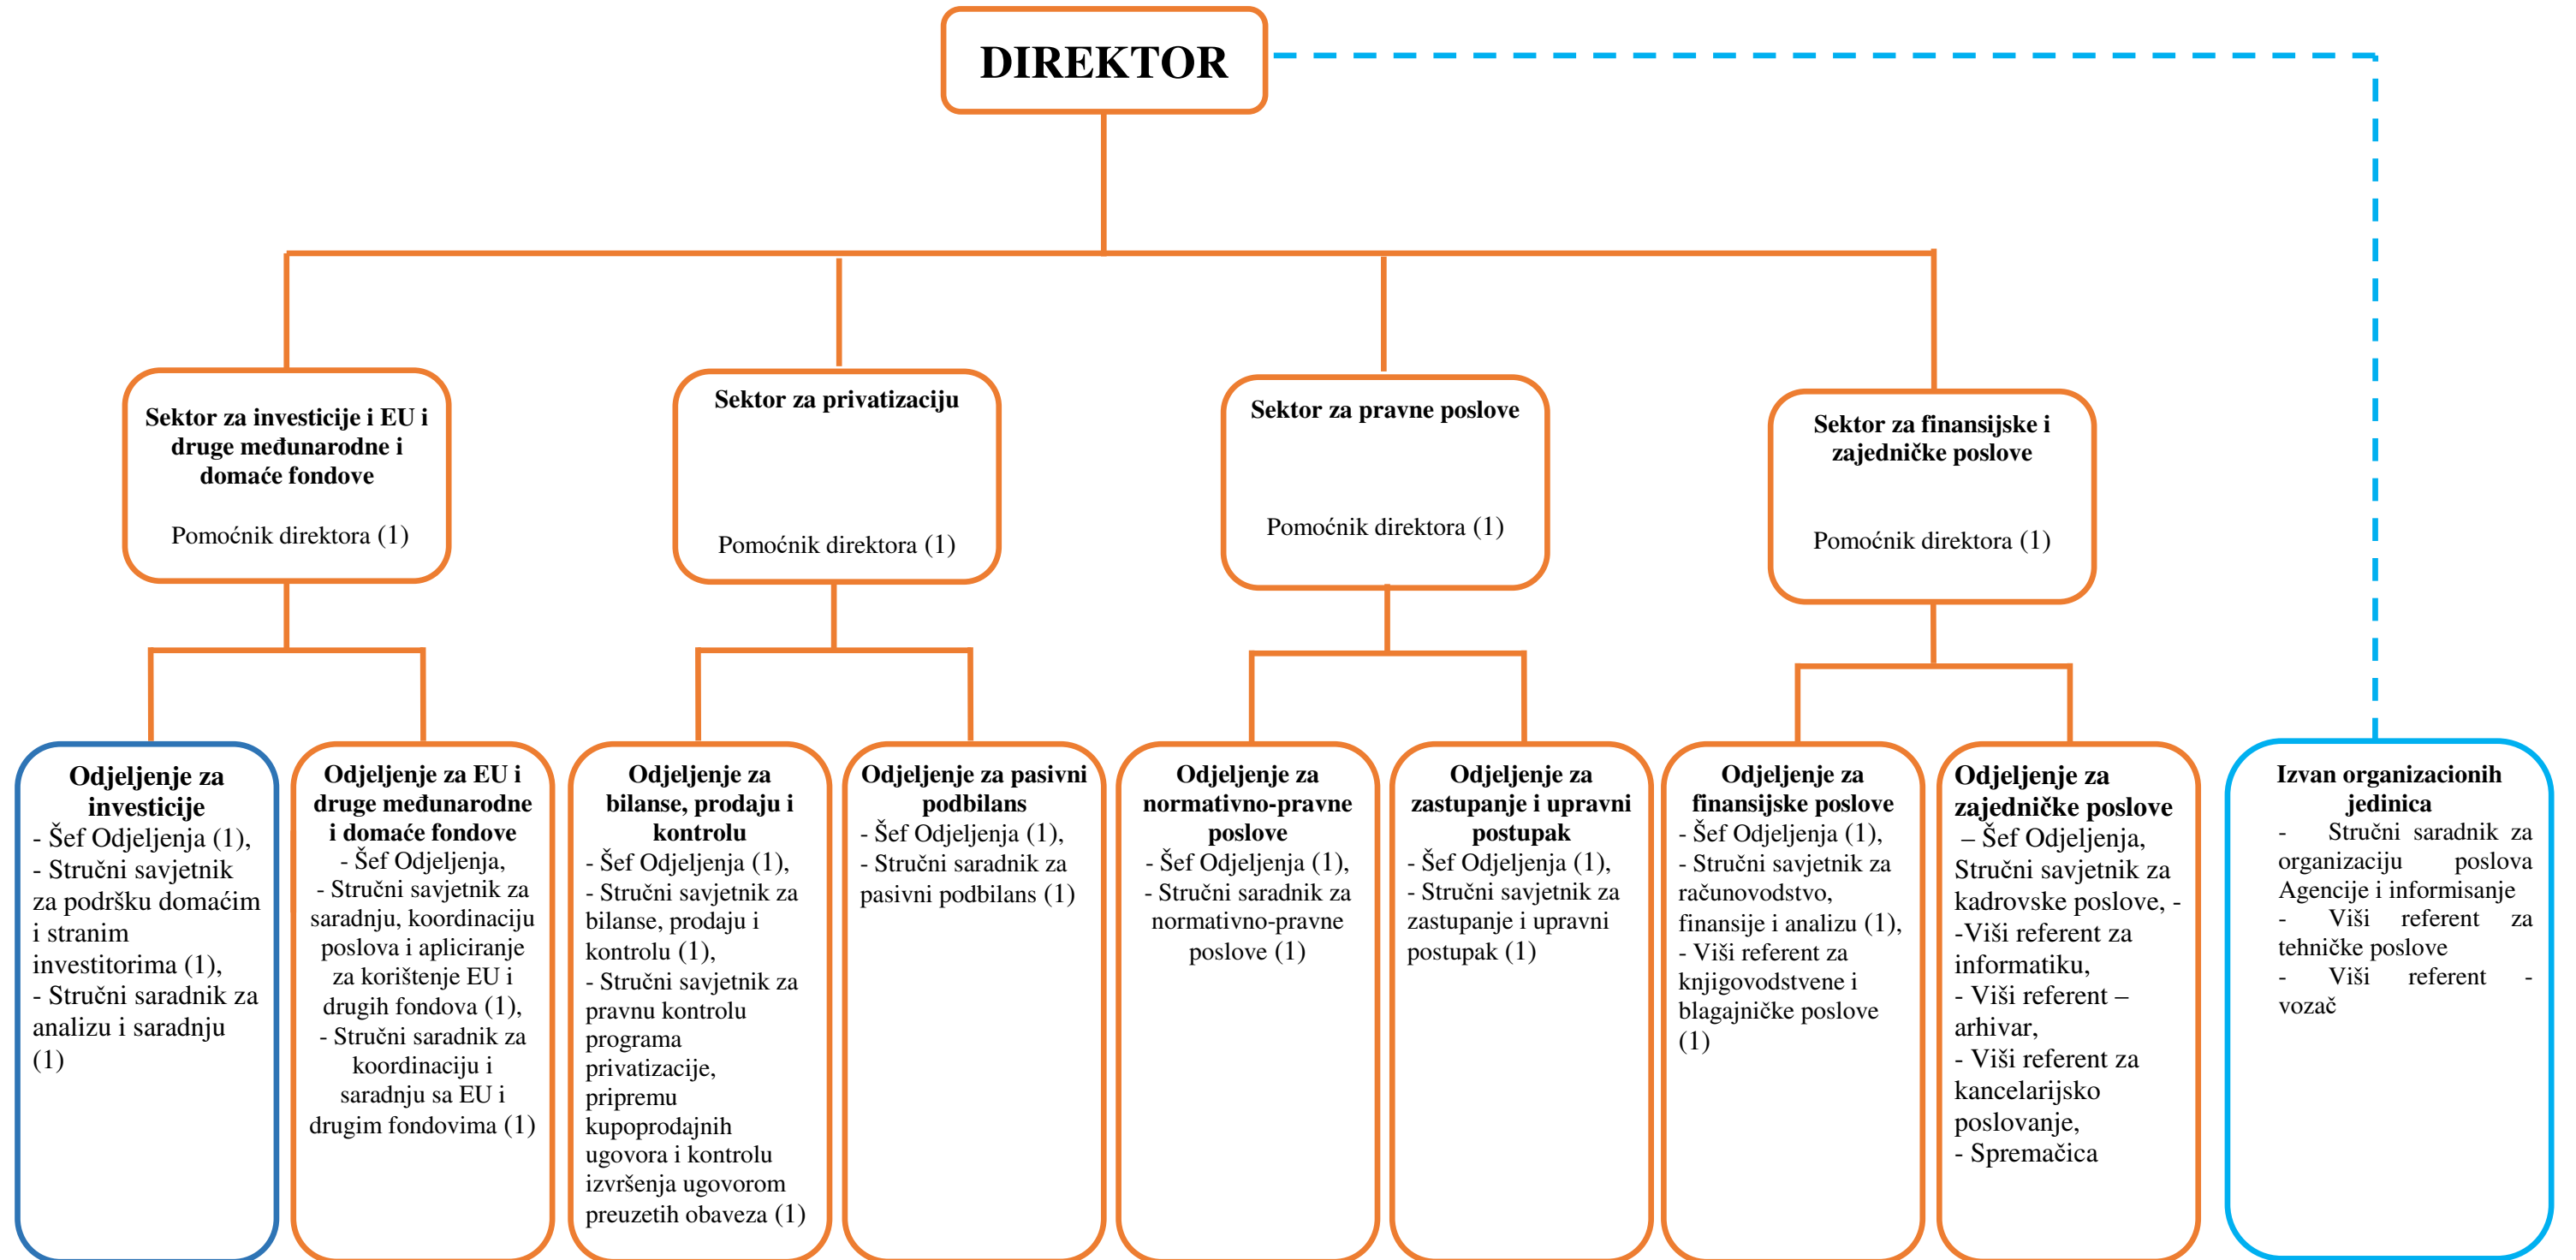 DIREKTOR
Sektor za investicije i EU i
druge međunarodne i
domaće fondove
Pomoćnik direktora (1)
Sektor za privatizaciju
Pomoćnik direktora (1)
Sektor za pravne poslove
Pomoćnik direktora (1)
Sektor za finansijske i
zajedničke poslove
Pomoćnik direktora (1)
Odjeljenje za
investicije
- Šef Odjeljenja (1),
- Stručni savjetnik
za podršku domaćim
i stranim
investitorima (1),
- Stručni saradnik za
analizu i saradnju
(1)
Odjeljenje za EU i
druge međunarodne
i domaće fondove
- Šef Odjeljenja,
- Stručni savjetnik za
saradnju, koordinaciju
poslova i apliciranje
za korištenje EU i
drugih fondova (1),
- Stručni saradnik za
koordinaciju i
saradnju sa EU i
drugim fondovima (1)
Odjeljenje za
bilanse, prodaju i
kontrolu
- Šef Odjeljenja (1),
- Stručni savjetnik za
bilanse, prodaju i
kontrolu (1),
- Stručni savjetnik za
pravnu kontrolu
programa
privatizacije,
pripremu
kupoprodajnih
ugovora i kontrolu
izvršenja ugovorom
preuzetih obaveza (1)
Odjeljenje za pasivni
podbilans
- Šef Odjeljenja (1),
- Stručni saradnik za
pasivni podbilans (1)
Odjeljenje za
normativno-pravne
poslove
- Šef Odjeljenja (1),
- Stručni saradnik za
normativno-pravne
poslove (1)
Odjeljenje za
zastupanje i upravni
postupak
- Šef Odjeljenja (1),
- Stručni savjetnik za
zastupanje i upravni
postupak (1)
Odjeljenje za
finansijske poslove
- Šef Odjeljenja (1),
- Stručni savjetnik za
računovodstvo,
finansije i analizu (1),
- Viši referent za
knjigovodstvene i
blagajničke poslove
(1)
Odjeljenje za
zajedničke poslove
– Šef Odjeljenja,
Stručni savjetnik za
kadrovske poslove, -
-Viši referent za
informatiku,
- Viši referent –
arhivar,
- Viši referent za
kancelarijsko
poslovanje,
- Spremačica
Izvan organizacionih
jedinica
- Stručni saradnik za
organizaciju poslova
Agencije i informisanje
- Viši referent za
tehničke poslove
- Viši referent -
vozač